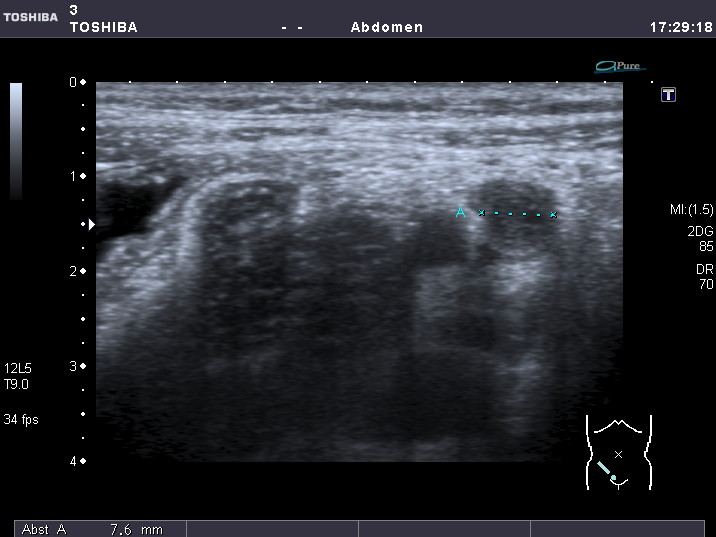 TOSHIBA
3
TOSHIBA - - Abdomen 17:29:18
APure
T
0
1
2
3
4
A
MI:(1.5)
2DG
85
DR
70
12L5
T9.0
34 fps
Abst A 7.6 mm